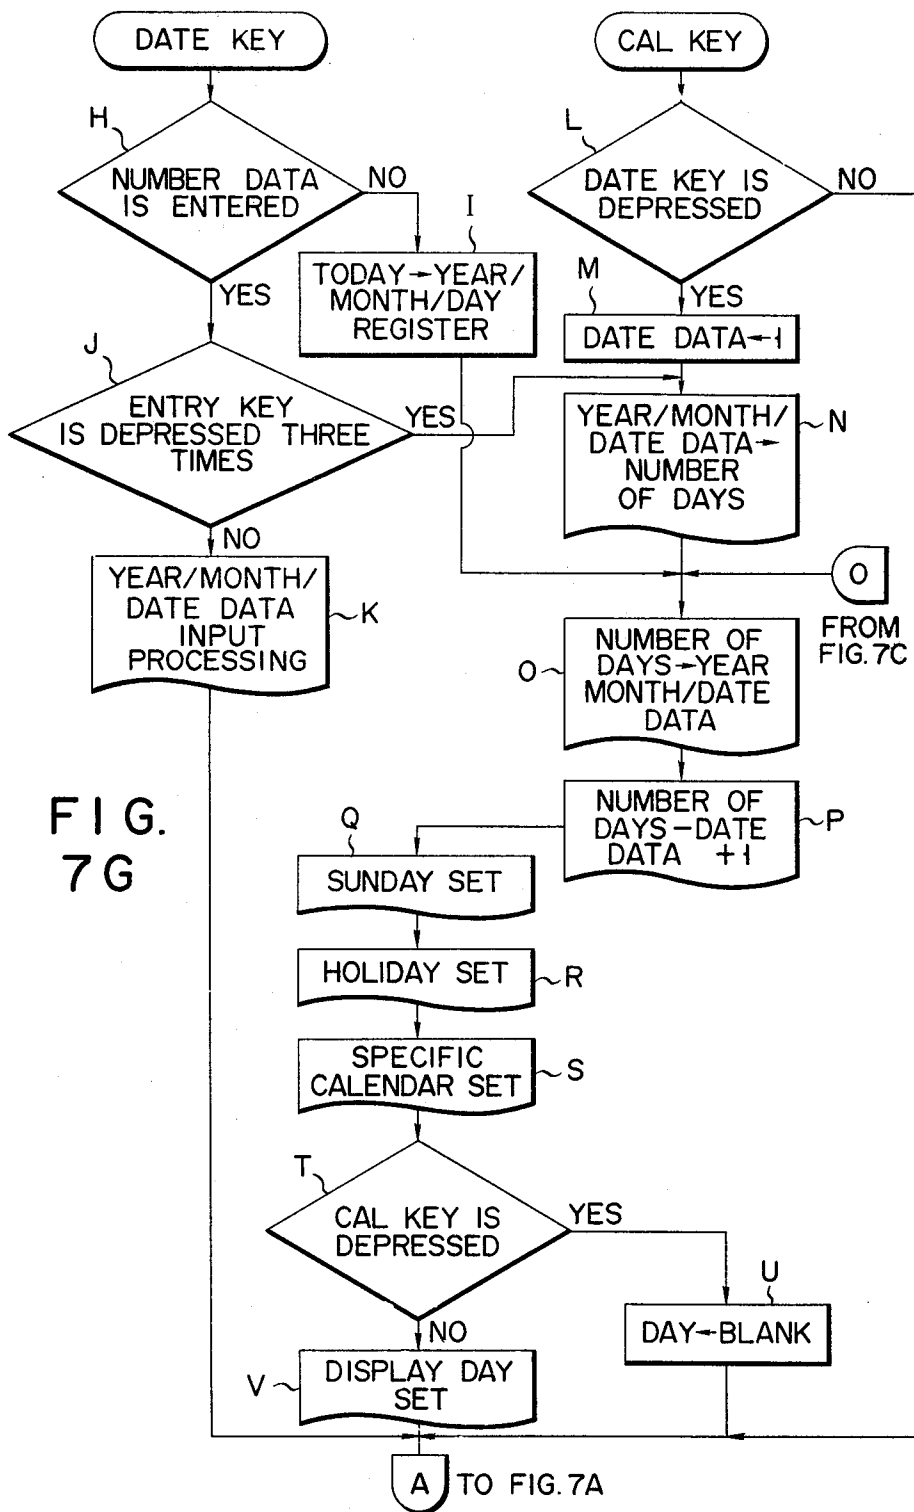 DATE KEY
CAL KEY
H
NUMBER DATA
IS ENTERED
NO
YES
L
DATE KEY IS
DEPRESSED
NO
YES
I
TODAY→YEAR/
MONTH/DAY
REGISTER
M
DATE DATA←1
J
ENTRY KEY
IS DEPRESSED THREE
TIMES
YES
NO
YEAR/MONTH/
DATE DATA→
NUMBER
OF DAYS
N
YEAR/MONTH/
DATE DATA
INPUT
PROCESSING
K
O
FROM
FIG. 7C
NUMBER OF
DAYS→YEAR
MONTH/DATE
DATA
O
NUMBER OF
DAYS-DATE
DATA +1
P
FIG.
7G
Q
SUNDAY SET
HOLIDAY SET
R
SPECIFIC
CALENDAR SET
S
T
CAL KEY IS
DEPRESSED
YES
NO
U
DAY←BLANK
V
DISPLAY DAY
SET
A
TO FIG. 7A